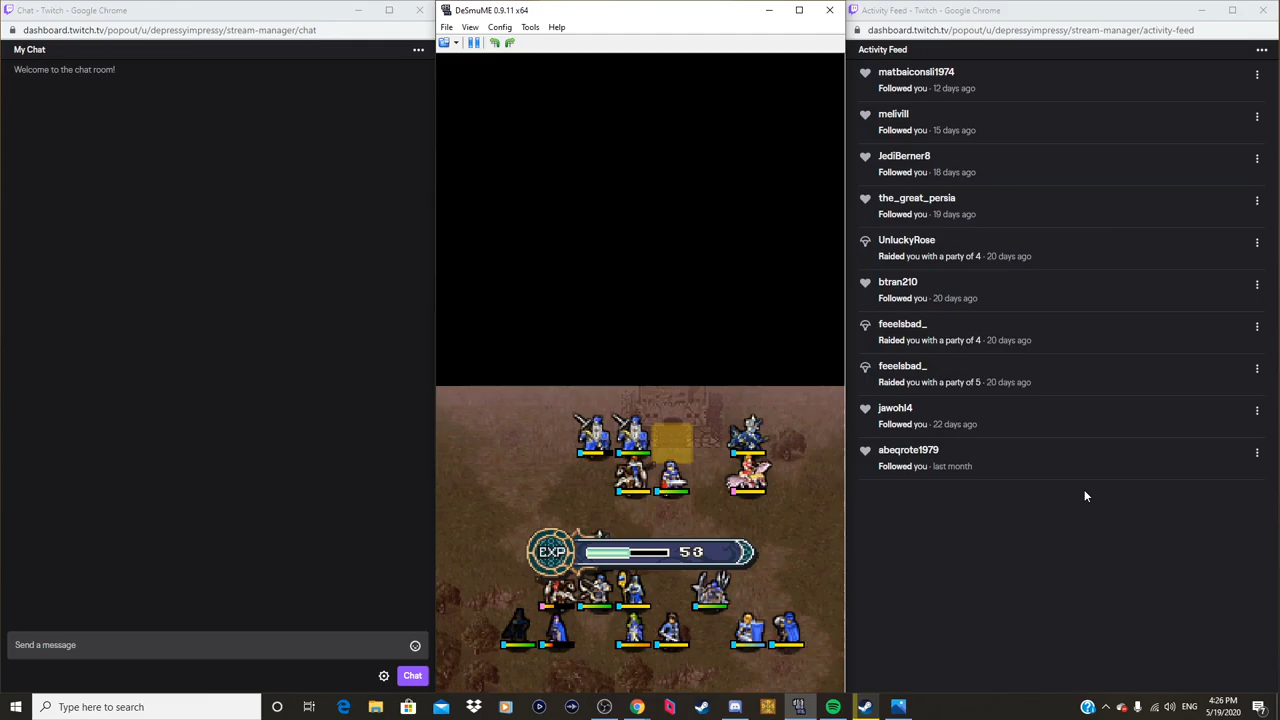 Chat - Twitch - Google Chrome
dashboard.twitch.tv/popout/u/depressyimpressy/stream-manager/chat
My Chat
Welcome to the chat room!
Send a message
Chat
DeSmuME 0.9.11 x64
File View Config Tools Help
EXP 58
Activity Feed - Twitch - Google Chrome
dashboard.twitch.tv/popout/u/depressyimpressy/stream-manager/activity-feed
Activity Feed
matbaiconsli1974
Followed you · 12 days ago
melivill
Followed you · 15 days ago
JediBerner8
Followed you · 18 days ago
the_great_persia
Followed you · 19 days ago
UnluckyRose
Raided you with a party of 4 · 20 days ago
btran210
Followed you · 20 days ago
feeelsbad_
Raided you with a party of 4 · 20 days ago
feeelsbad_
Raided you with a party of 5 · 20 days ago
jawohl4
Followed you · 22 days ago
abeqrote1979
Followed you · last month
Type here to search
ENG
4:26 PM
5/19/2020